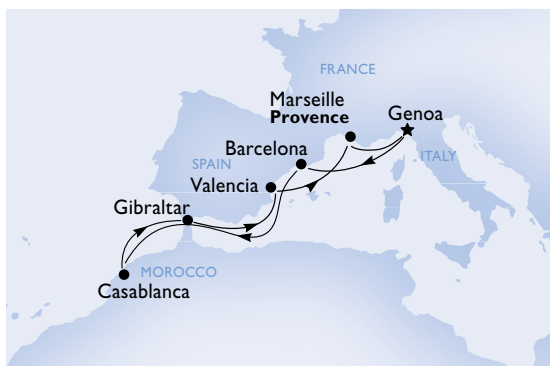 FRANCE
Marseille
Provence
Genoa
Barcelona
ITALY
SPAIN
Valencia
Gibraltar
MOROCCO
Casablanca